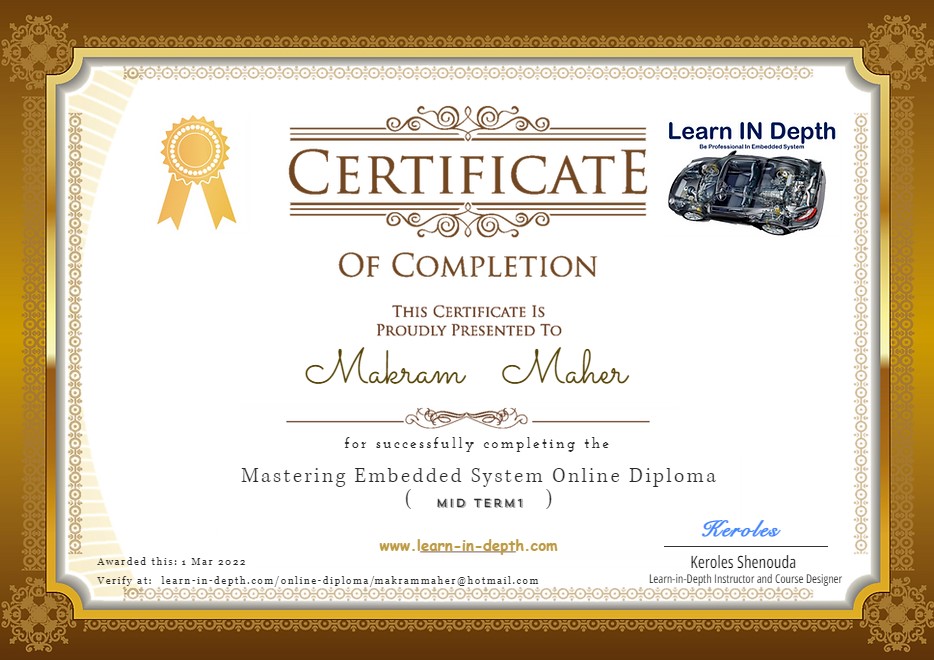 Learn IN Depth
Be Professional In Embedded System
CERTIFICATE
OF COMPLETION
THIS CERTIFICATE IS
PROUDLY PRESENTED TO
Makram Maher
for successfully completing the
Mastering Embedded System Online Diploma
( MID TERM1 )
www.learn-in-depth.com
Keroles
Keroles Shenouda
Learn-in-Depth Instructor and Course Designer
Awarded this: 1 Mar 2022
Verify at: learn-in-depth.com/online-diploma/makrammaher@hotmail.com